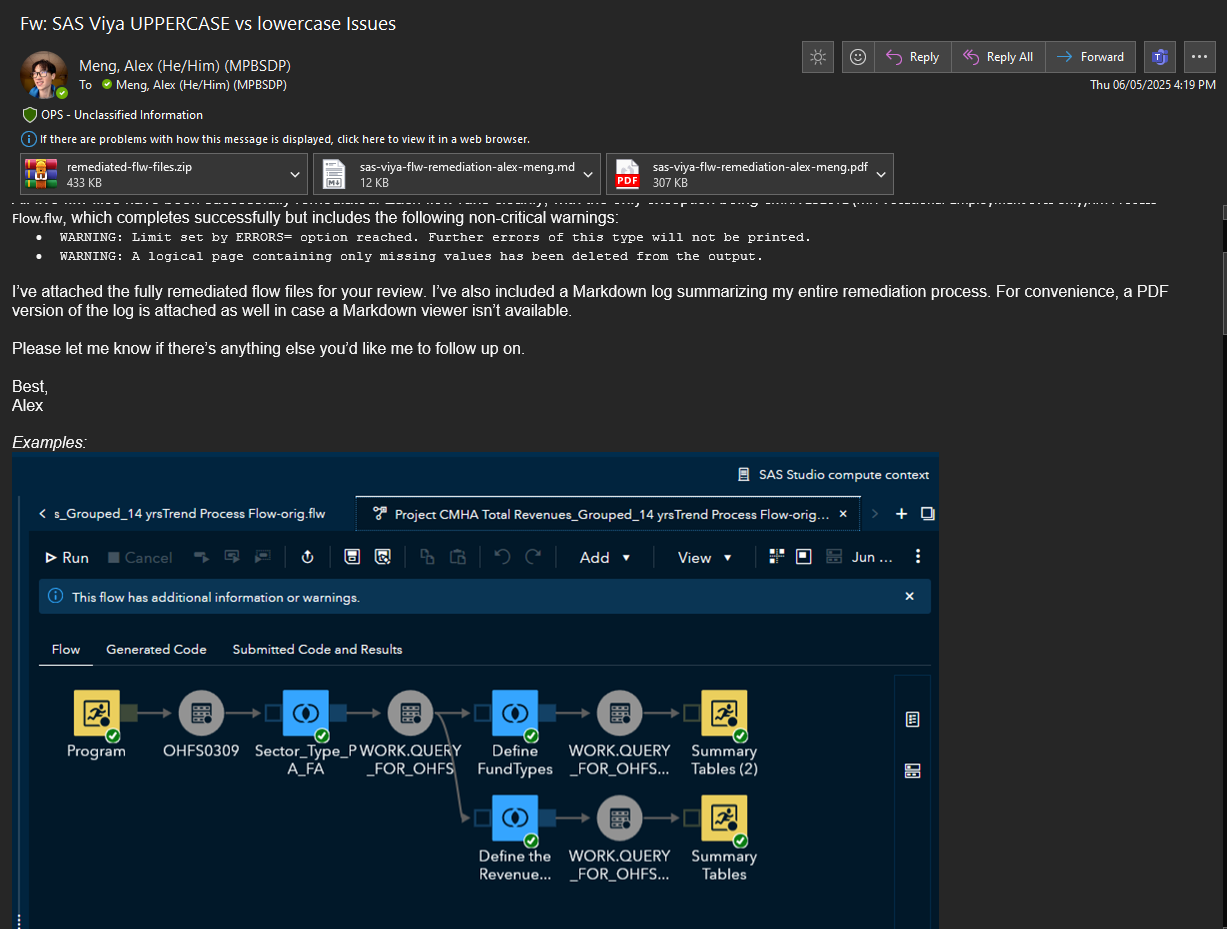 Fw: SAS Viya UPPERCASE vs lowercase Issues
Meng, Alex (He/Him) (MPBSDP)
To Meng, Alex (He/Him) (MPBSDP)
Reply
Reply All
Forward
Thu 06/05/2025 4:19 PM
OPS - Unclassified Information
If there are problems with how this message is displayed, click here to view it in a web browser.
remediated-flw-files.zip
433 KB
sas-viya-flw-remediation-alex-meng.md
12 KB
PDF
sas-viya-flw-remediation-alex-meng.pdf
307 KB
Flow.flw, which completes successfully but includes the following non-critical warnings:
• WARNING: Limit set by ERRORS= option reached. Further errors of this type will not be printed.
• WARNING: A logical page containing only missing values has been deleted from the output.
I've attached the fully remediated flow files for your review. I've also included a Markdown log summarizing my entire remediation process. For convenience, a PDF
version of the log is attached as well in case a Markdown viewer isn't available.
Please let me know if there's anything else you'd like me to follow up on.
Best,
Alex
Examples:
SAS Studio compute context
s_Grouped_14 yrsTrend Process Flow-orig.flw
Project CMHA Total Revenues_Grouped_14 yrsTrend Process Flow-orig...
Run
Cancel
Add
View
Jun ...
This flow has additional information or warnings.
Flow
Generated Code
Submitted Code and Results
Program
OHFS0309
Sector_Type_P
A_FA
WORK.QUERY
_FOR_OHFS
Define
FundTypes
WORK.QUERY
_FOR_OHFS...
Summary
Tables (2)
Define the
Revenue...
WORK.QUERY
_FOR_OHFS...
Summary
Tables